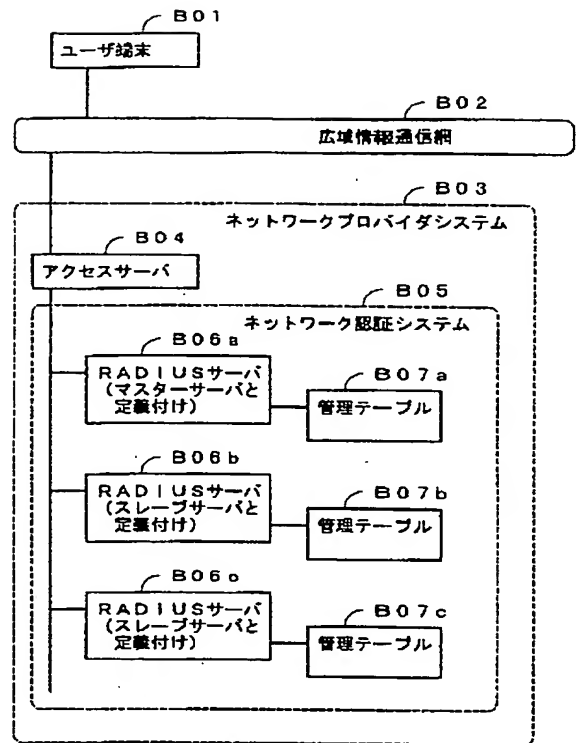 B01
ユーザ端末
B02
広域情報通信網
B03
ネットワークプロバイダシステム
B04
アクセスサーバ
B05
ネットワーク認証システム
B06a
RADIUSサーバ
(マスターサーバと
定義付け)
B07a
管理テーブル
B06b
RADIUSサーバ
(スレーブサーバと
定義付け)
B07b
管理テーブル
B06c
RADIUSサーバ
(スレーブサーバと
定義付け)
B07c
管理テーブル